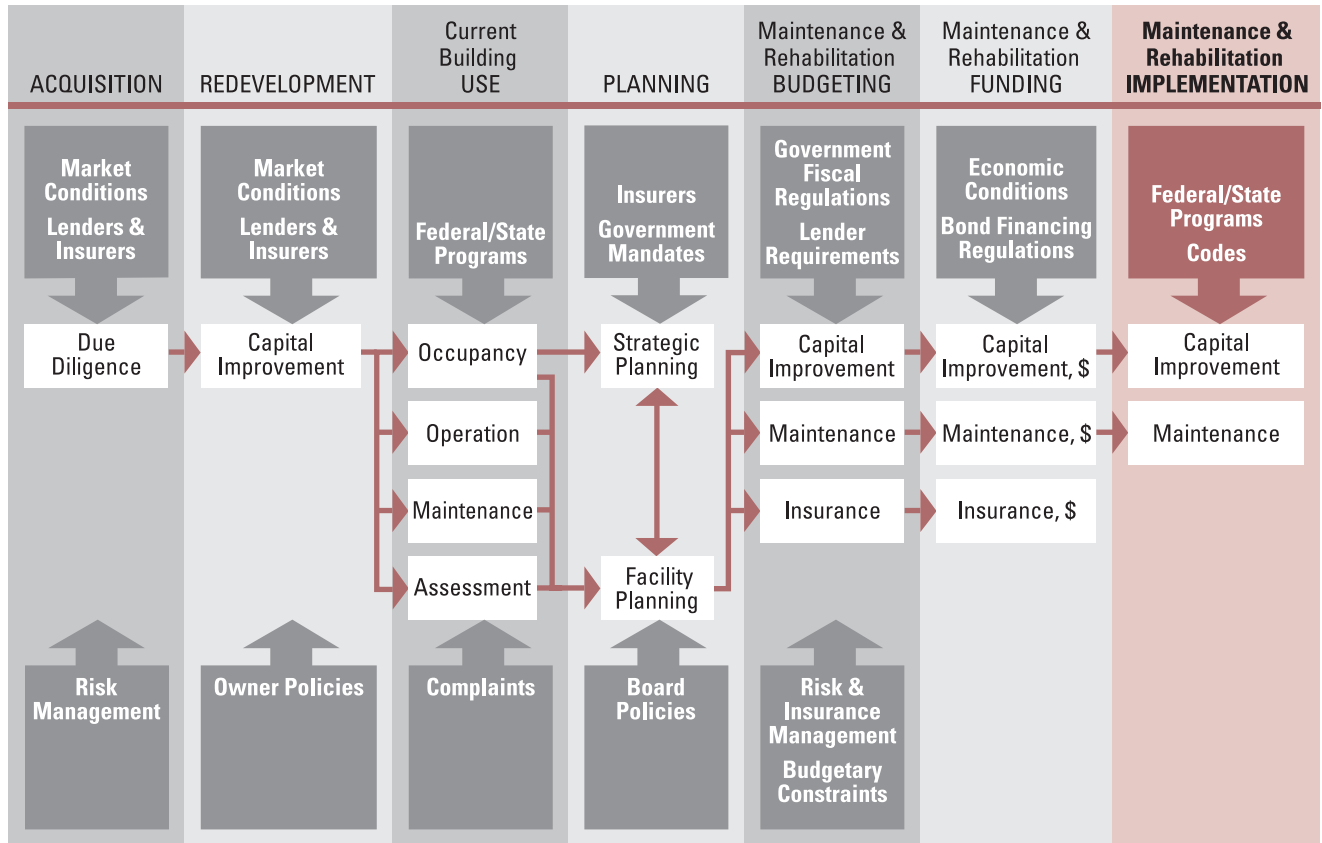 ACQUISITION
REDEVELOPMENT
Current
Building
USE
PLANNING
Maintenance &
Rehabilitation
BUDGETING
Maintenance &
Rehabilitation
FUNDING
Maintenance &
Rehabilitation
IMPLEMENTATION
Market
Conditions
Lenders &
Insurers
Market
Conditions
Lenders &
Insurers
Federal/State
Programs
Insurers
Government
Mandates
Government
Fiscal
Regulations
Lender
Requirements
Economic
Conditions
Bond Financing
Regulations
Federal/State
Programs
Codes
Due
Diligence
Capital
Improvement
Occupancy
Operation
Maintenance
Assessment
Strategic
Planning
Facility
Planning
Capital
Improvement
Maintenance
Insurance
Capital
Improvement, $
Maintenance, $
Insurance, $
Capital
Improvement
Maintenance
Risk
Management
Owner Policies
Complaints
Board
Policies
Risk &
Insurance
Management
Budgetary
Constraints